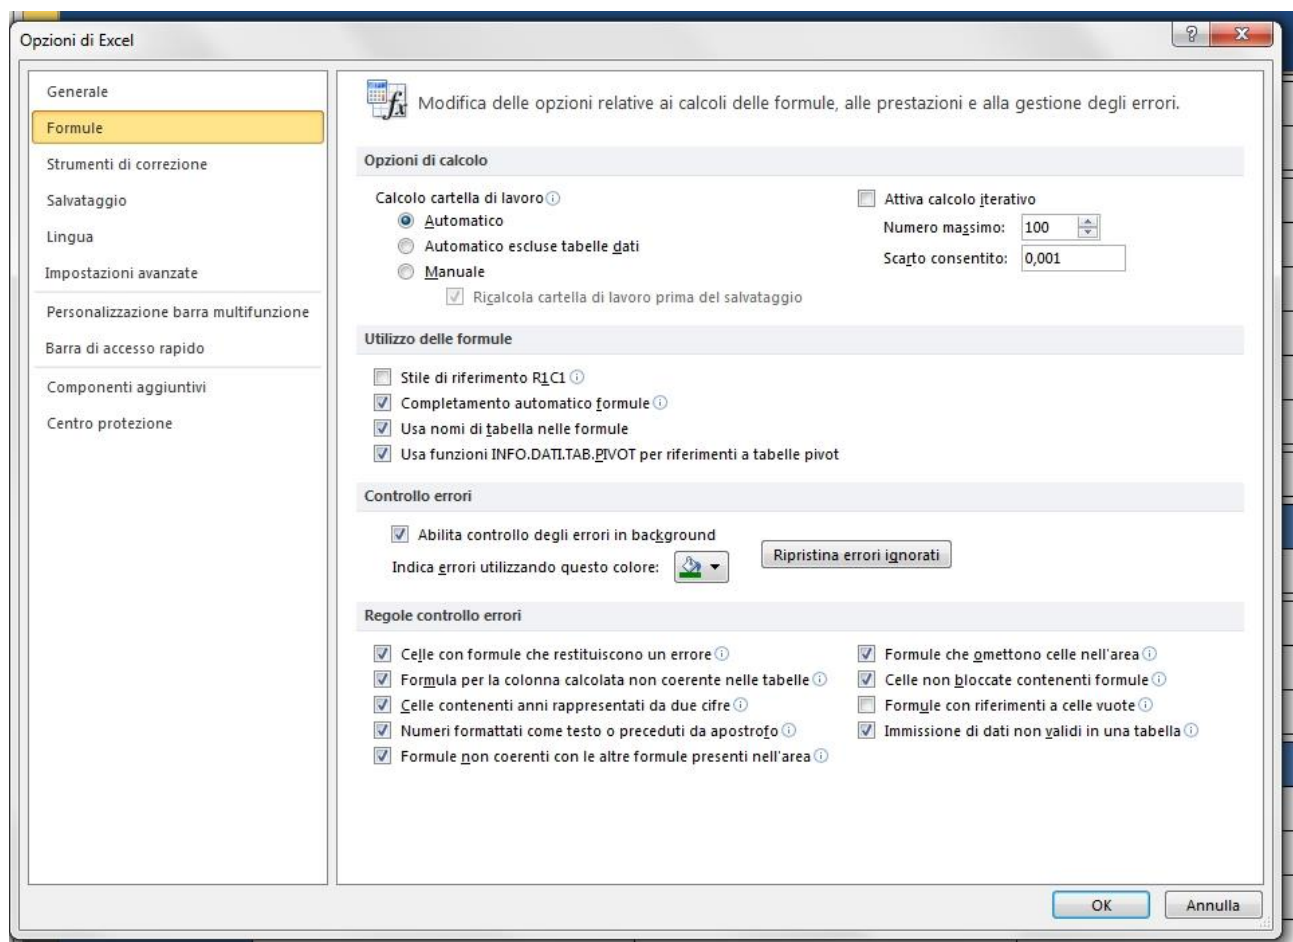 Opzioni di Excel
Generale
Formule
Strumenti di correzione
Salvataggio
Lingua
Impostazioni avanzate
Personalizzazione barra multifunzione
Barra di accesso rapido
Componenti aggiuntivi
Centro protezione
Modifica delle opzioni relative ai calcoli delle formule, alle prestazioni e alla gestione degli errori.
Opzioni di calcolo
Calcolo cartella di lavoro
Automatico
Automatico escluse tabelle dati
Manuale
Ricalcola cartella di lavoro prima del salvataggio
Attiva calcolo iterativo
Numero massimo: 100
Scarto consentito: 0,001
Utilizzo delle formule
Stile di riferimento R1C1
Completamento automatico formule
Usa nomi di tabella nelle formule
Usa funzioni INFO.DATI.TAB.PIVOT per riferimenti a tabelle pivot
Controllo errori
Abilita controllo degli errori in background
Indica errori utilizzando questo colore:
Ripristina errori ignorati
Regole controllo errori
Celle con formule che restituiscono un errore
Formula per la colonna calcolata non coerente nelle tabelle
Celle contenenti anni rappresentati da due cifre
Numeri formattati come testo o preceduti da apostrofo
Formule non coerenti con le altre formule presenti nell'area
Formule che omettono celle nell'area
Celle non bloccate contenenti formule
Formule con riferimenti a celle vuote
Immissione di dati non validi in una tabella
OK
Annulla